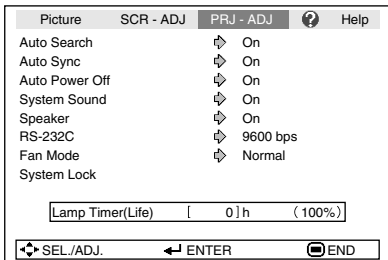 Picture SCR - ADJ PRJ - ADJ ? Help
Auto Search On
Auto Sync On
Auto Power Off On
System Sound On
Speaker On
RS-232C 9600 bps
Fan Mode Normal
System Lock
Lamp Timer(Life) [ 0 ] h ( 100% )
SEL./ADJ. ENTER END